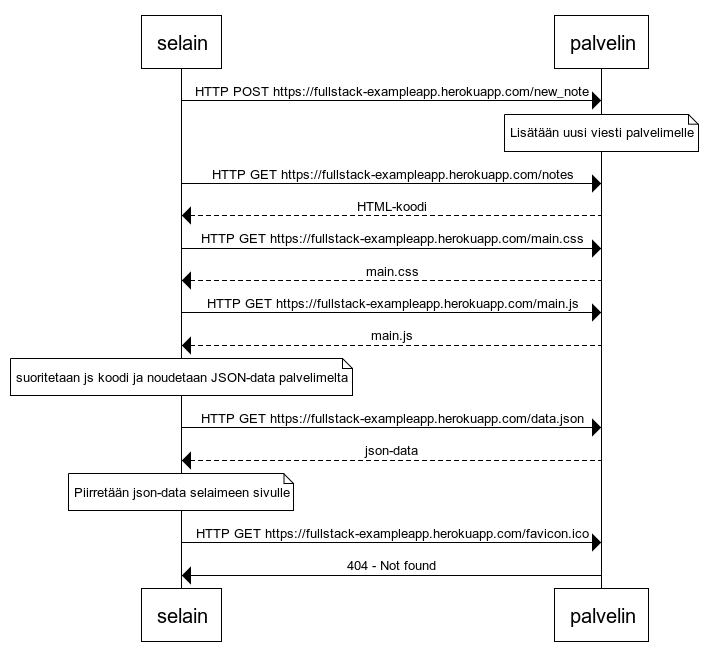 selain
palvelin
HTTP POST https://fullstack-exampleapp.herokuapp.com/new_note
Lisätään uusi viesti palvelimelle
HTTP GET https://fullstack-exampleapp.herokuapp.com/notes
HTML-koodi
HTTP GET https://fullstack-exampleapp.herokuapp.com/main.css
main.css
HTTP GET https://fullstack-exampleapp.herokuapp.com/main.js
main.js
suoritetaan js koodi ja noudetaan JSON-data palvelimelta
HTTP GET https://fullstack-exampleapp.herokuapp.com/data.json
json-data
Piirretään json-data selaimeen sivulle
HTTP GET https://fullstack-exampleapp.herokuapp.com/favicon.ico
404 - Not found
selain
palvelin